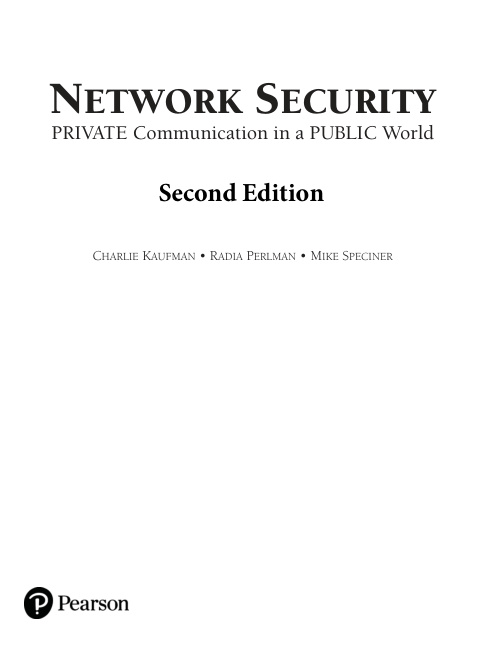 NETWORK SECURITY
PRIVATE Communication in a PUBLIC World
Second Edition
CHARLIE KAUFMAN • RADIA PERLMAN • MIKE SPECINER
Pearson